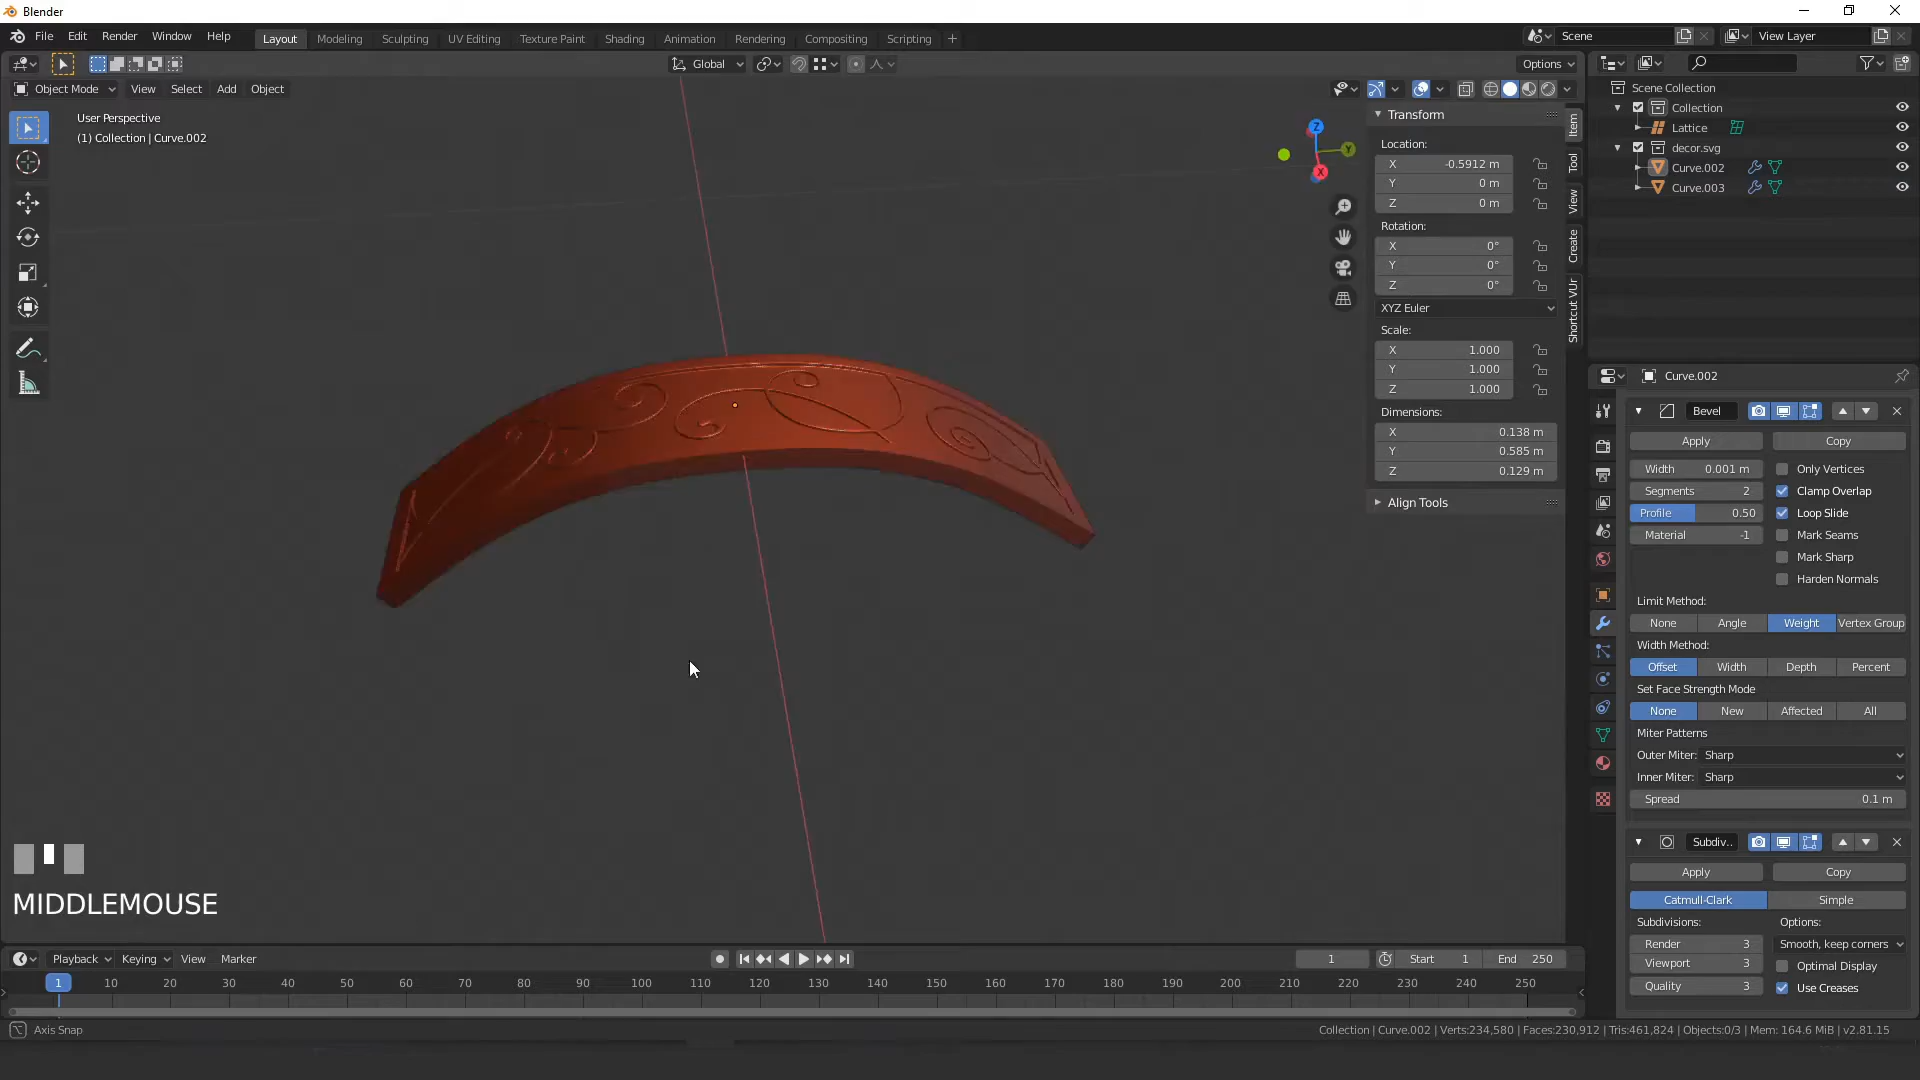 Blender
File Edit Render Window Help Layout Modeling Sculpting UV Editing Texture Paint Shading Animation Rendering Compositing Scripting + Scene View Layer
Global Options
Object Mode View Select Add Object
User Perspective
(1) Collection | Curve.002
Z
Y
X
Transform
Location:
X -0.5912 m
Y 0 m
Z 0 m
Rotation:
X 0°
Y 0°
Z 0°
XYZ Euler
Scale:
X 1.000
Y 1.000
Z 1.000
Dimensions:
X 0.138 m
Y 0.585 m
Z 0.129 m
Align Tools
Item
Tool
View
Create
Shortcut VUr
Scene Collection
Collection
Lattice
decor.svg
Curve.002
Curve.003
Curve.002
Bevel
Apply Copy
Width 0.001 m Only Vertices
Segments 2 Clamp Overlap
Profile 0.50 Loop Slide
Material -1 Mark Seams
Mark Sharp
Harden Normals
Limit Method:
None Angle Weight Vertex Group
Width Method:
Offset Width Depth Percent
Set Face Strength Mode
None New Affected All
Miter Patterns
Outer Miter: Sharp
Inner Miter: Sharp
Spread 0.1 m
Subdiv..
Apply Copy
Catmull-Clark Simple
Subdivisions: Options:
Render 3 Smooth, keep corners
Viewport 3 Optimal Display
Quality 3 Use Creases
MIDDLEMOUSE
Playback Keying View Marker 1 Start 1 End 250
1 10 20 30 40 50 60 70 80 90 100 110 120 130 140 150 160 170 180 190 200 210 220 230 240 250
Axis Snap
Collection | Curve.002 | Verts:234,580 | Faces:230,912 | Tris:461,824 | Objects:0/3 | Mem: 164.6 MiB | v2.81.15